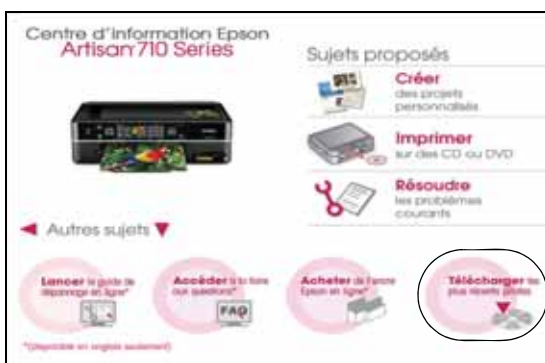 Centre d'information Epson
Artisan 710 Series
Sujets proposés
Créer
des projets
personnalisés
Imprimer
sur des CD ou DVD
Résoudre
les problèmes
courants
Autres sujets
Lancer le guide de
dépannage en ligne*
Accéder à la foire
aux questions*
FAQ
Acheter de l'encre
Epson en ligne*
Télécharger les
plus récents pilotes
*(Disponible en anglais seulement)